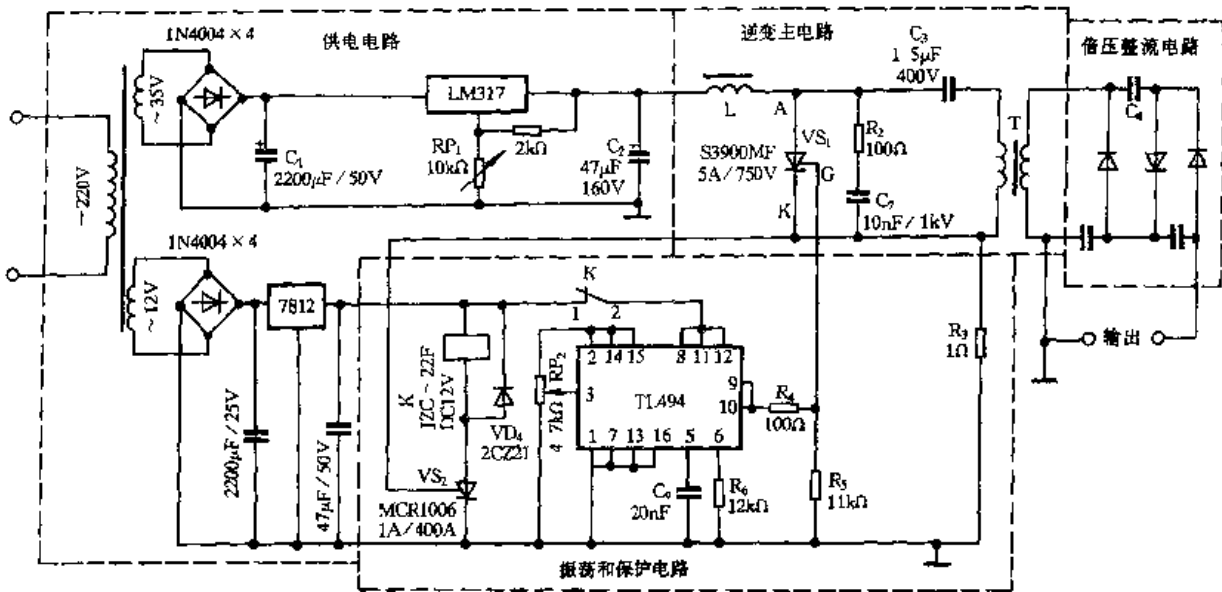 供电电路
1N4004×4
~35V
~220V
C₁
2200μF/50V
LM317
RP₁
10kΩ
2kΩ
C₂
47μF
160V
逆变主电路
L
A
C₃
1 5μF
400V
VS₁
S3900MF
5A/750V
G
K
R₂
100Ω
C₇
10nF/1kV
T
倍压整流电路
C₄
输出
R₃
1Ω
1N4004×4
~12V
7812
2200μF/25V
47μF/50V
K
JZC-22F
DC12V
VD₄
2CZ21
VS₂
MCR1006
1A/400A
K
1
2
RP₂
4 7kΩ
2 14 15 8 11 12
3
TL494
9
10
1 7 13 16 5 6
R₄
100Ω
C₉
20nF
R₆
12kΩ
R₅
11kΩ
振荡和保护电路